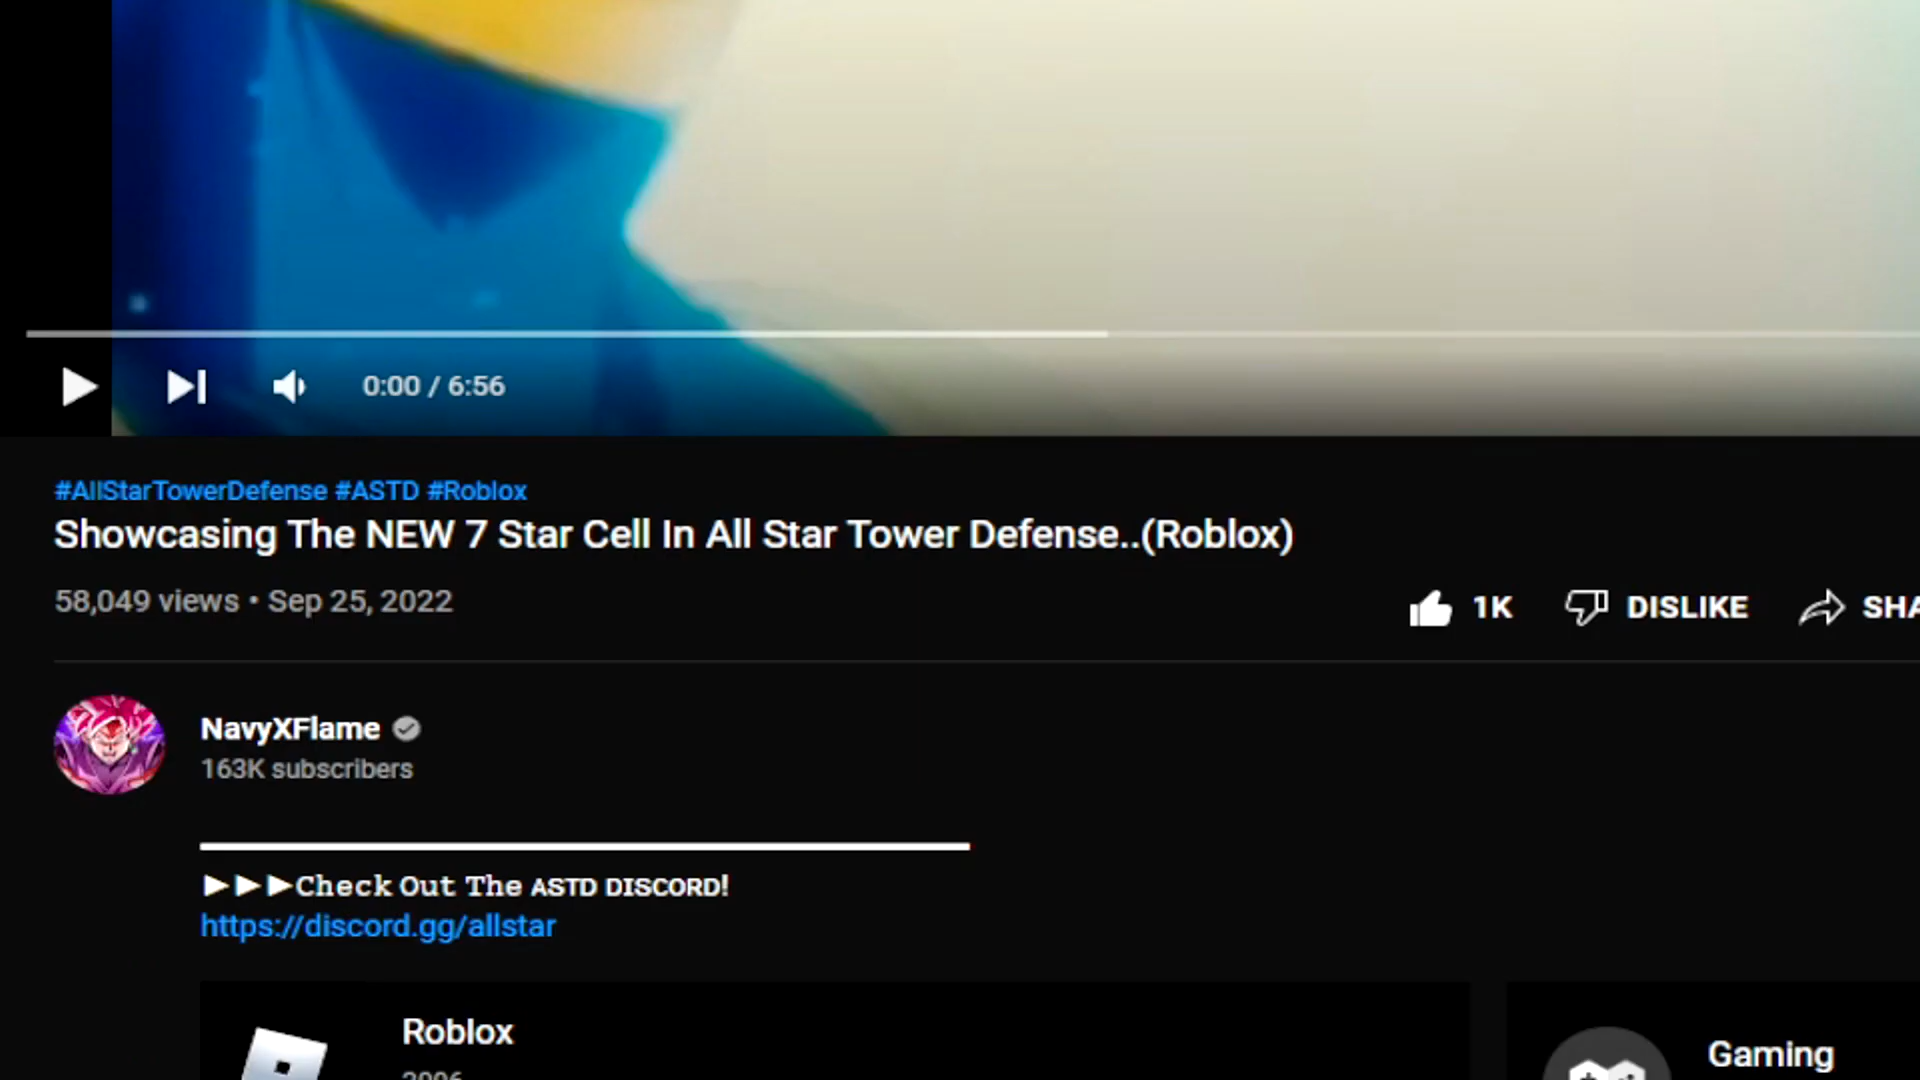 0:00 / 6:56
#AllStarTowerDefense #ASTD #Roblox
Showcasing The NEW 7 Star Cell In All Star Tower Defense..(Roblox)
58,049 views • Sep 25, 2022
1K DISLIKE
NavyXFlame
163K subscribers
▶▶▶Check Out The ASTD DISCORD!
https://discord.gg/allstar
Roblox
Gaming